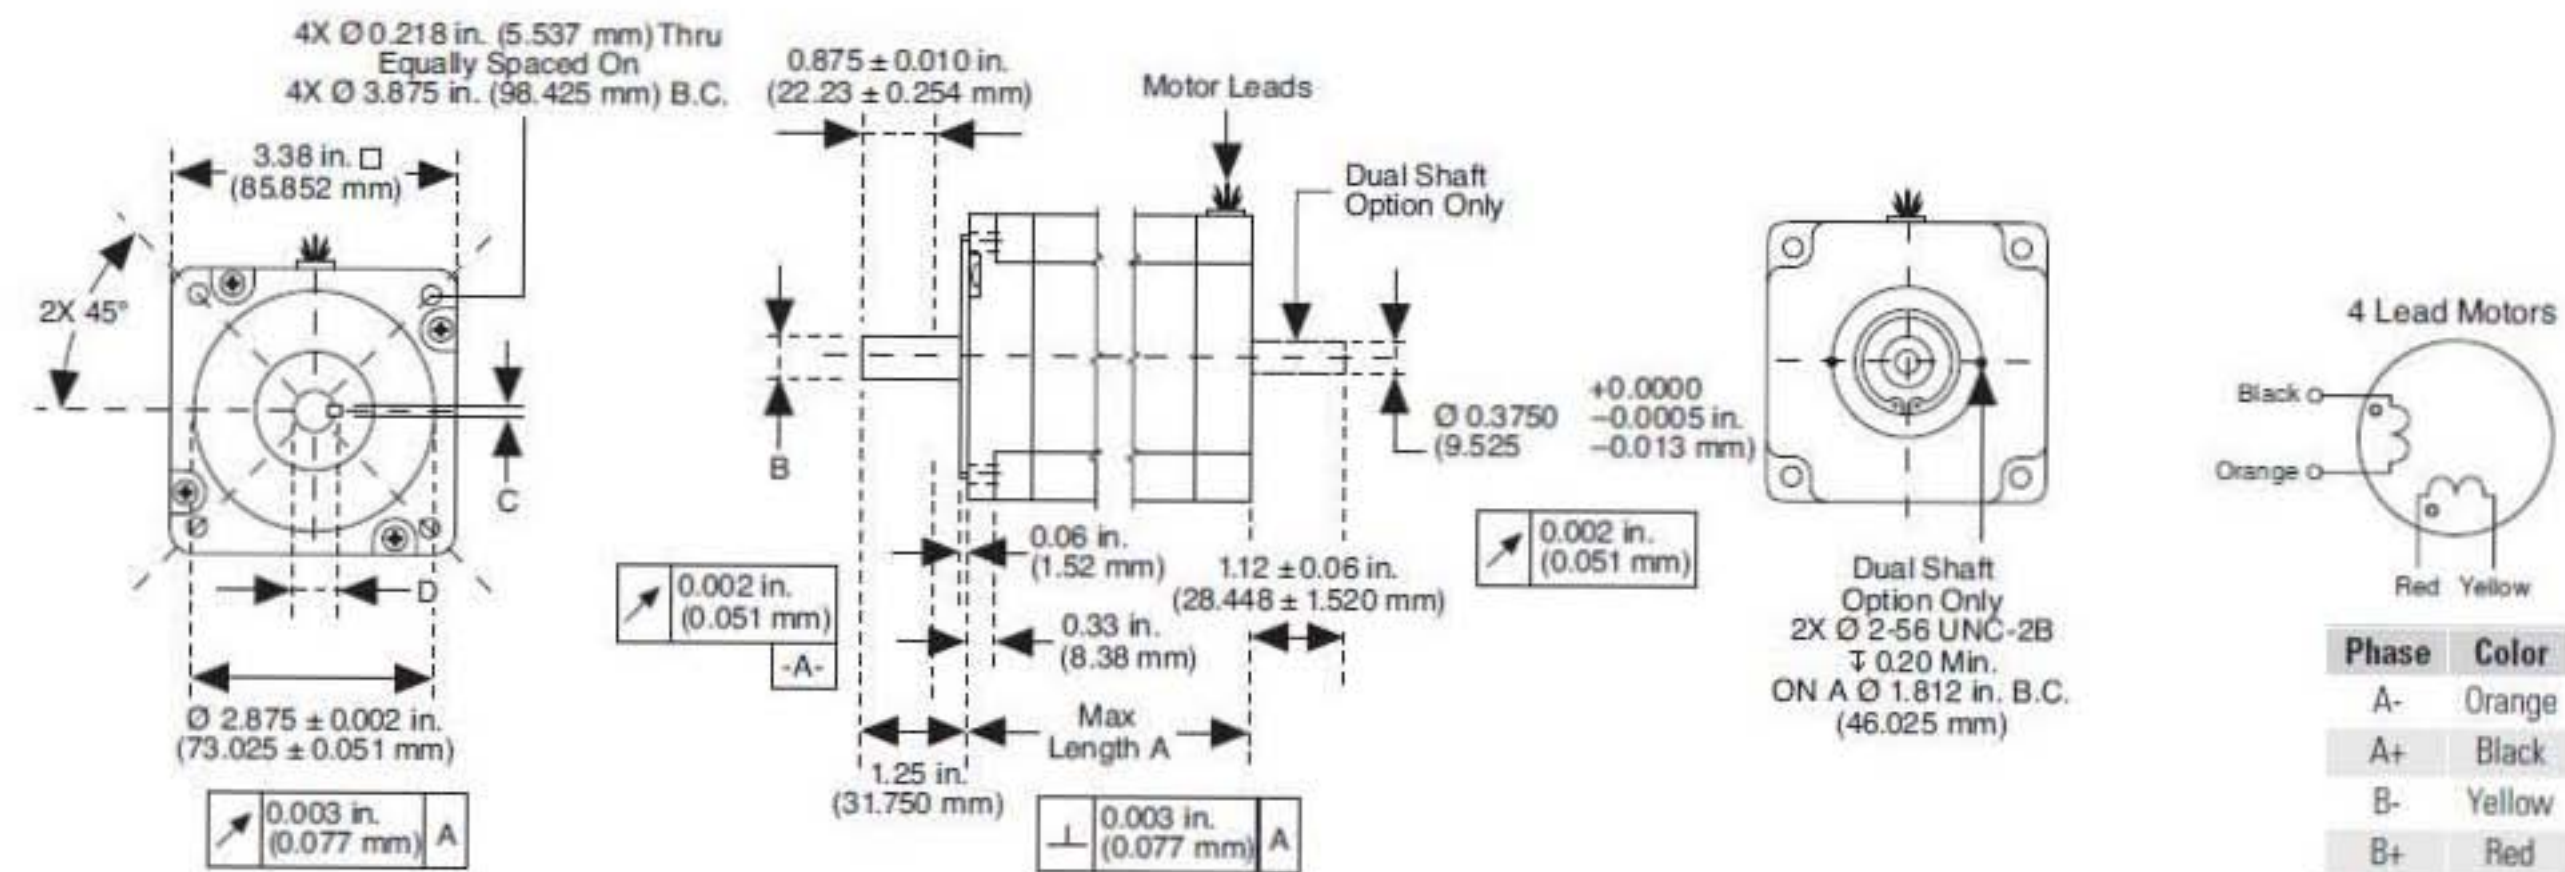 4X Ø 0.218 in. (5.537 mm) Thru
Equally Spaced On
4X Ø 3.875 in. (98.425 mm) B.C.
3.38 in. □
(85.852 mm)
2X 45°
C
D
Ø 2.875 ± 0.002 in.
(73.025 ± 0.051 mm)
0.003 in.
(0.077 mm)
A
0.875 ± 0.010 in.
(22.23 ± 0.254 mm)
Motor Leads
Dual Shaft
Option Only
B
Ø 0.3750 +0.0000
−0.0005 in.
(9.525 −0.013 mm)
0.002 in.
(0.051 mm)
-A-
0.06 in.
(1.52 mm)
0.33 in.
(8.38 mm)
1.12 ± 0.06 in.
(28.448 ± 1.520 mm)
0.002 in.
(0.051 mm)
Max
Length A
1.25 in.
(31.750 mm)
⊥ 0.003 in.
(0.077 mm)
A
Dual Shaft
Option Only
2X Ø 2-56 UNC-2B
↧ 0.20 Min.
ON A Ø 1.812 in. B.C.
(46.025 mm)
4 Lead Motors
Black
Orange
Red Yellow
Phase Color
A- Orange
A+ Black
B- Yellow
B+ Red